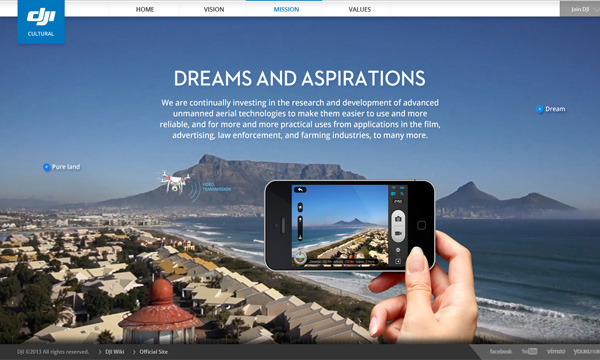 dji
CULTURAL
HOME VISION MISSION VALUES Join DJI
DREAMS AND ASPIRATIONS
We are continually investing in the research and development of advanced
unmanned aerial technologies to make them easier to use and more
reliable, and for more and more practical uses from applications in the film,
advertising, law enforcement, and farming industries, to many more.
Dream
Pure land
VIDEO
TRANSMISSION
DJI ©2013 All rights reserved. > DJI Wiki > Official Site facebook YouTube vimeo